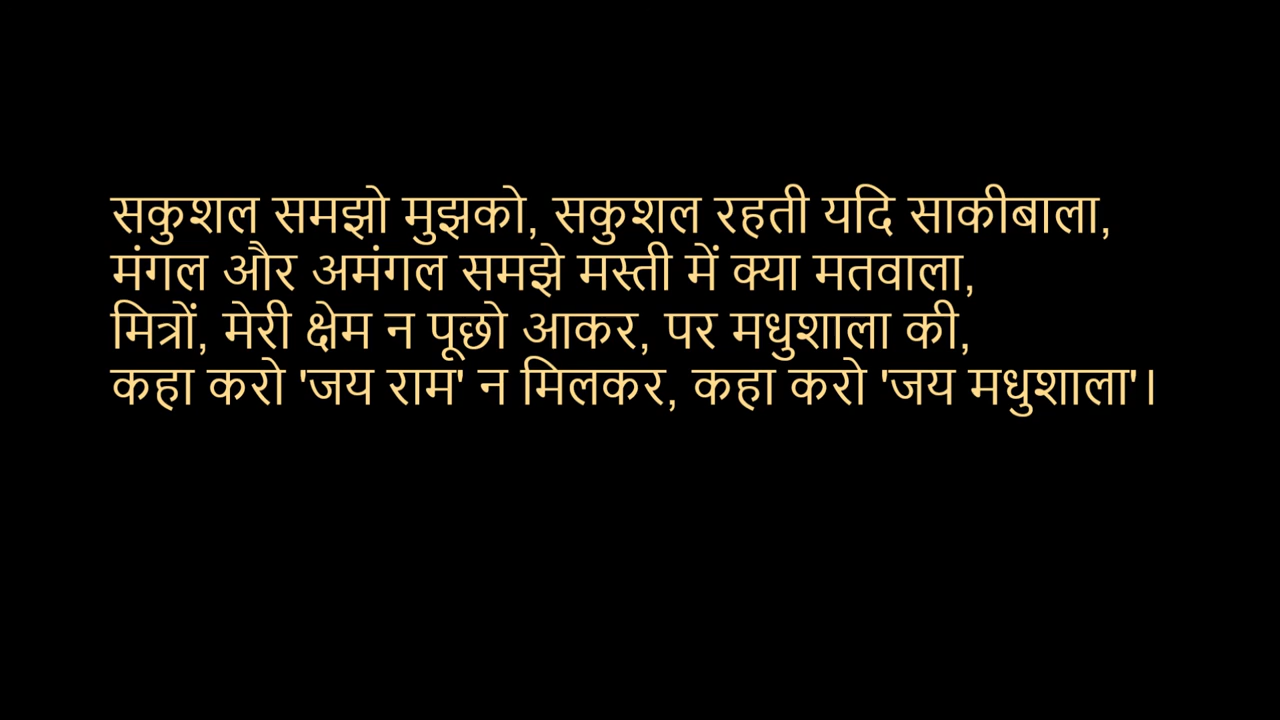 सकुशल समझो मुझको, सकुशल रहती यदि साकीबाला,
मंगल और अमंगल समझे मस्ती में क्या मतवाला,
मित्रों, मेरी क्षेम न पूछो आकर, पर मधुशाला की,
कहा करो 'जय राम' न मिलकर, कहा करो 'जय मधुशाला'।